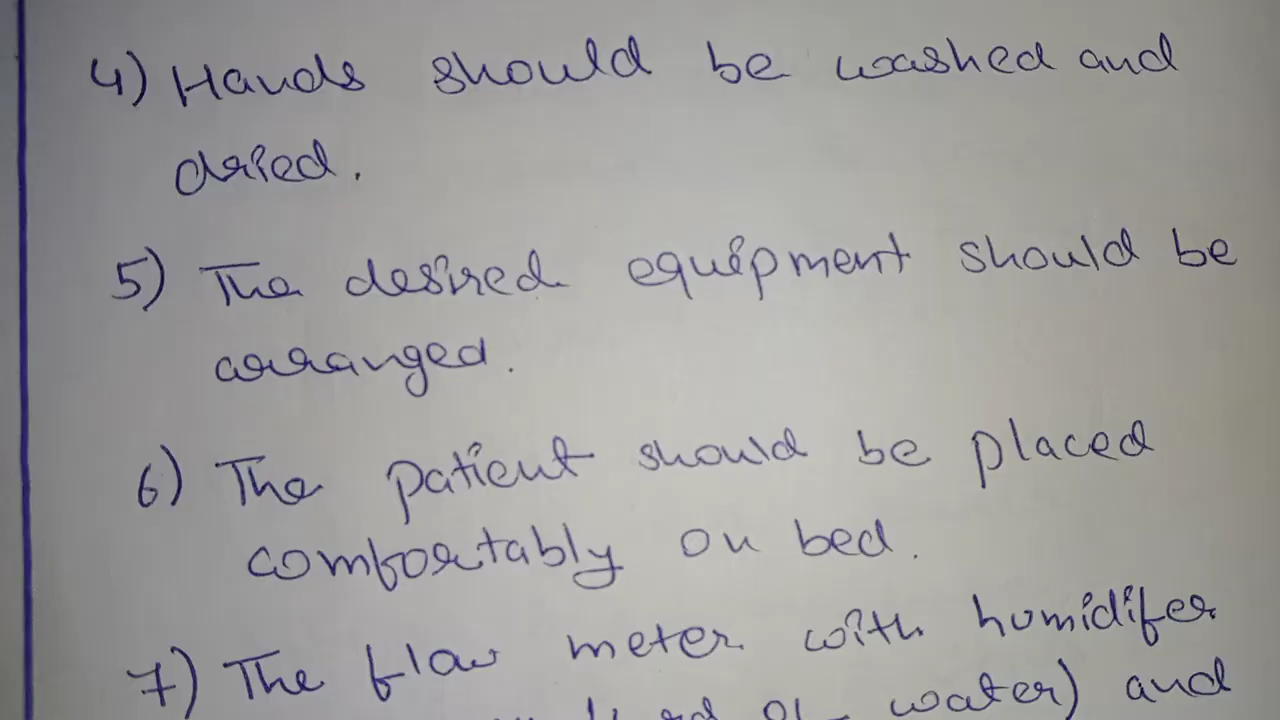 4) Hands should be washed and
dried.
5) The desired equipment should be
arranged.
6) The patient should be placed
comfortably on bed.
7) The flow meter with humidifer
water) and